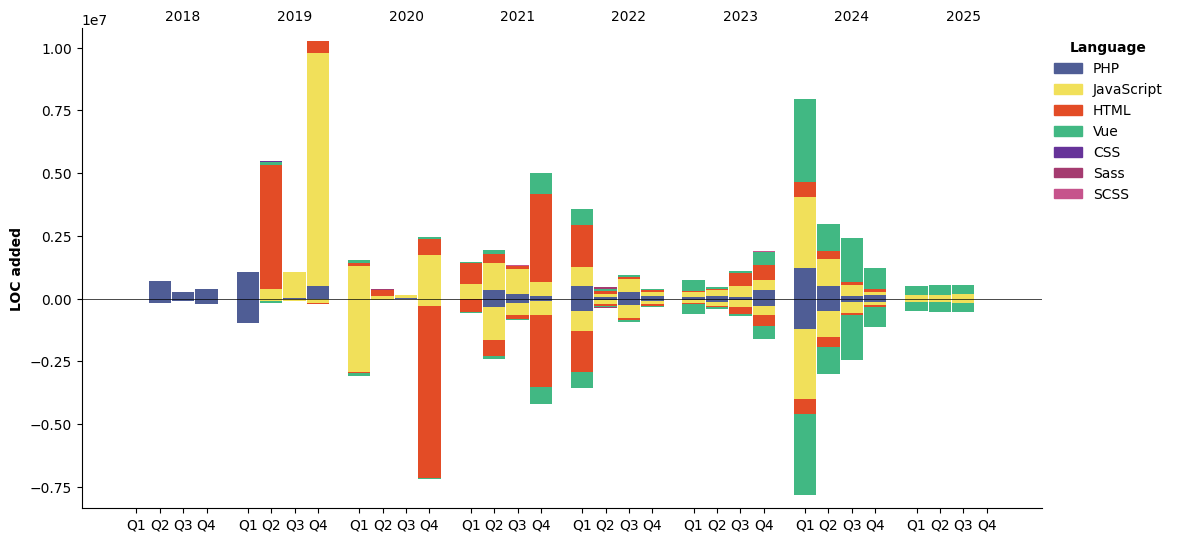 2018 2019 2020 2021 2022 2023 2024 2025
1e7
Language
PHP
JavaScript
HTML
Vue
CSS
Sass
SCSS
LOC added
1.00
0.75
0.50
0.25
0.00
−0.25
−0.50
−0.75
Q1 Q2 Q3 Q4 Q1 Q2 Q3 Q4 Q1 Q2 Q3 Q4 Q1 Q2 Q3 Q4 Q1 Q2 Q3 Q4 Q1 Q2 Q3 Q4 Q1 Q2 Q3 Q4 Q1 Q2 Q3 Q4